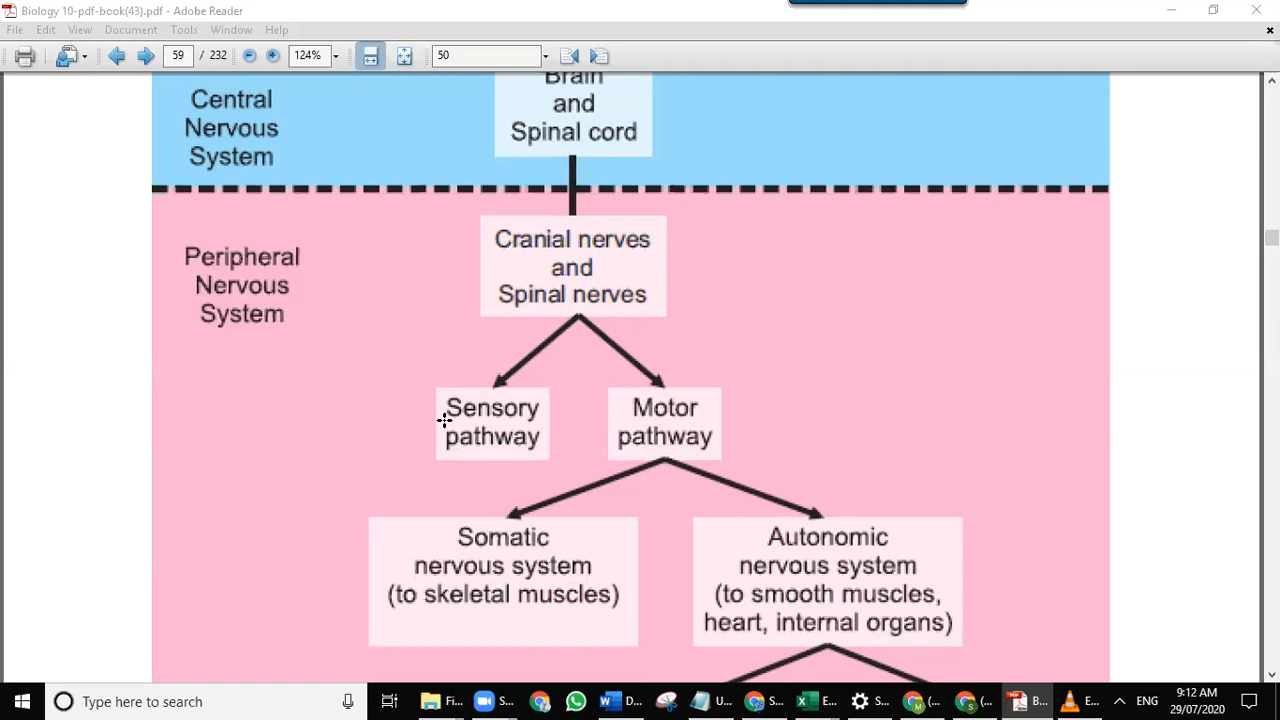 Biology 10-pdf-book(43).pdf - Adobe Reader
File Edit View Document Tools Window Help
59 / 232 124% 50
Brain
and
Spinal cord
Central
Nervous
System
Cranial nerves
and
Spinal nerves
Peripheral
Nervous
System
Sensory
pathway
Motor
pathway
Somatic
nervous system
(to skeletal muscles)
Autonomic
nervous system
(to smooth muscles,
heart, internal organs)
Type here to search
Fi... S... D... U... S... E... S... (... (... B... E... ENG
9:12 AM
29/07/2020